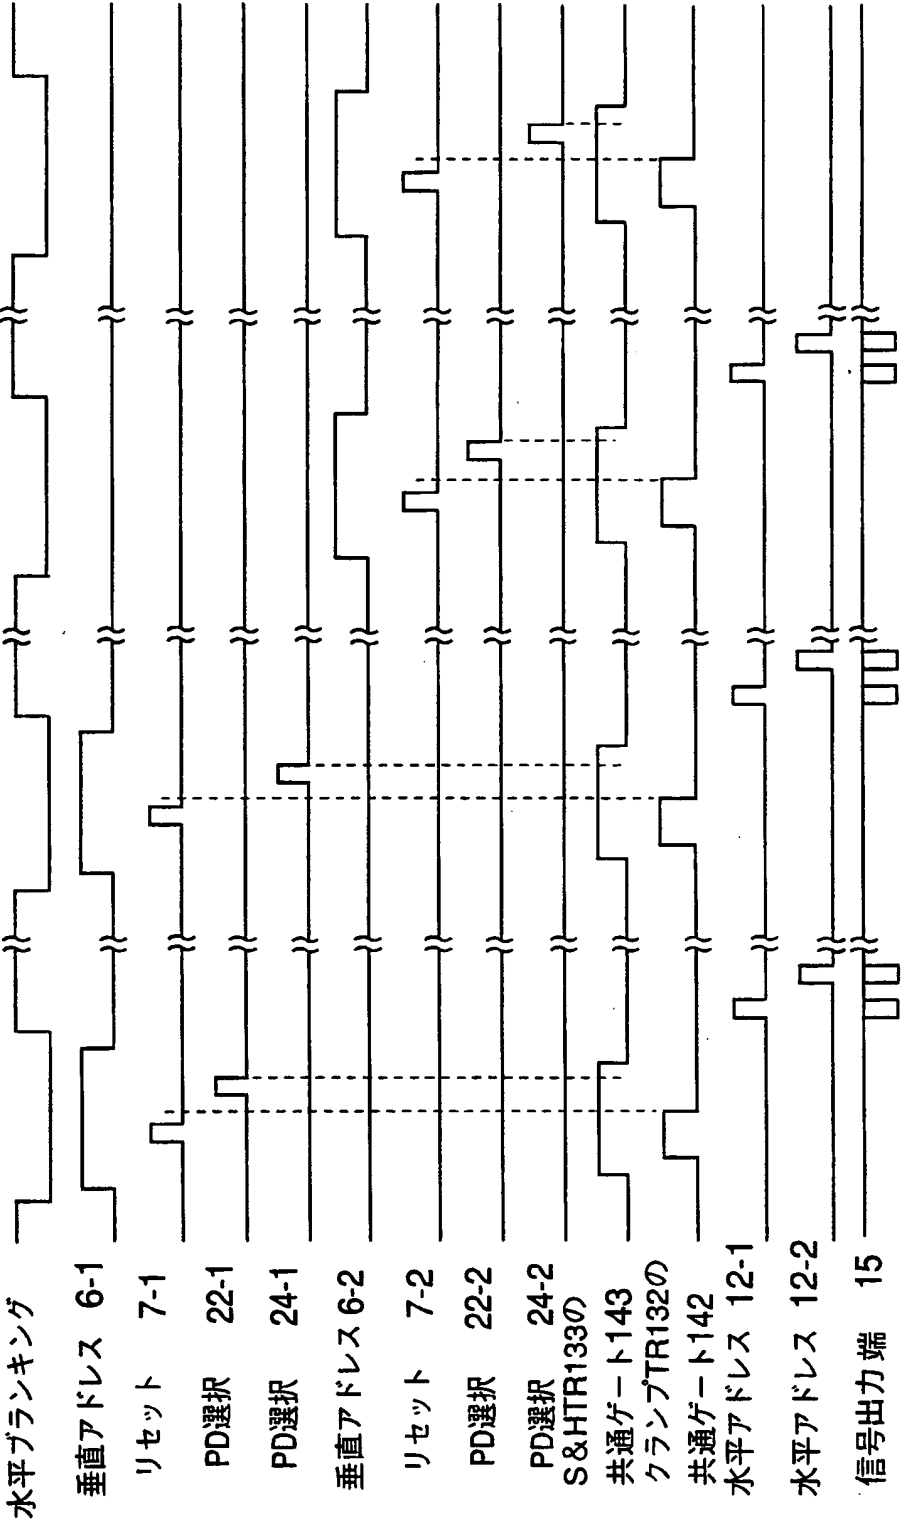 水平ブランキング
垂直アドレス 6-1
リセット 7-1
PD選択 22-1
PD選択 24-1
垂直アドレス 6-2
リセット 7-2
PD選択 22-2
PD選択 24-2
S&HTR133の
共通ゲート143
クランプTR132の
共通ゲート142
水平アドレス 12-1
水平アドレス 12-2
信号出力端 15